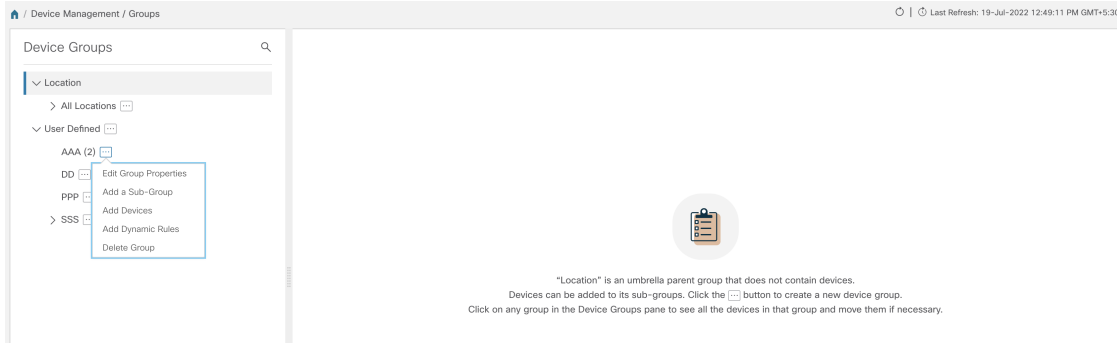 / Device Management / Groups
Last Refresh: 19-Jul-2022 12:49:11 PM GMT+5:30
Device Groups
Location
All Locations
User Defined
AAA (2)
DD
PPP
SSS
Edit Group Properties
Add a Sub-Group
Add Devices
Add Dynamic Rules
Delete Group
"Location" is an umbrella parent group that does not contain devices.
Devices can be added to its sub-groups. Click the ... button to create a new device group.
Click on any group in the Device Groups pane to see all the devices in that group and move them if necessary.